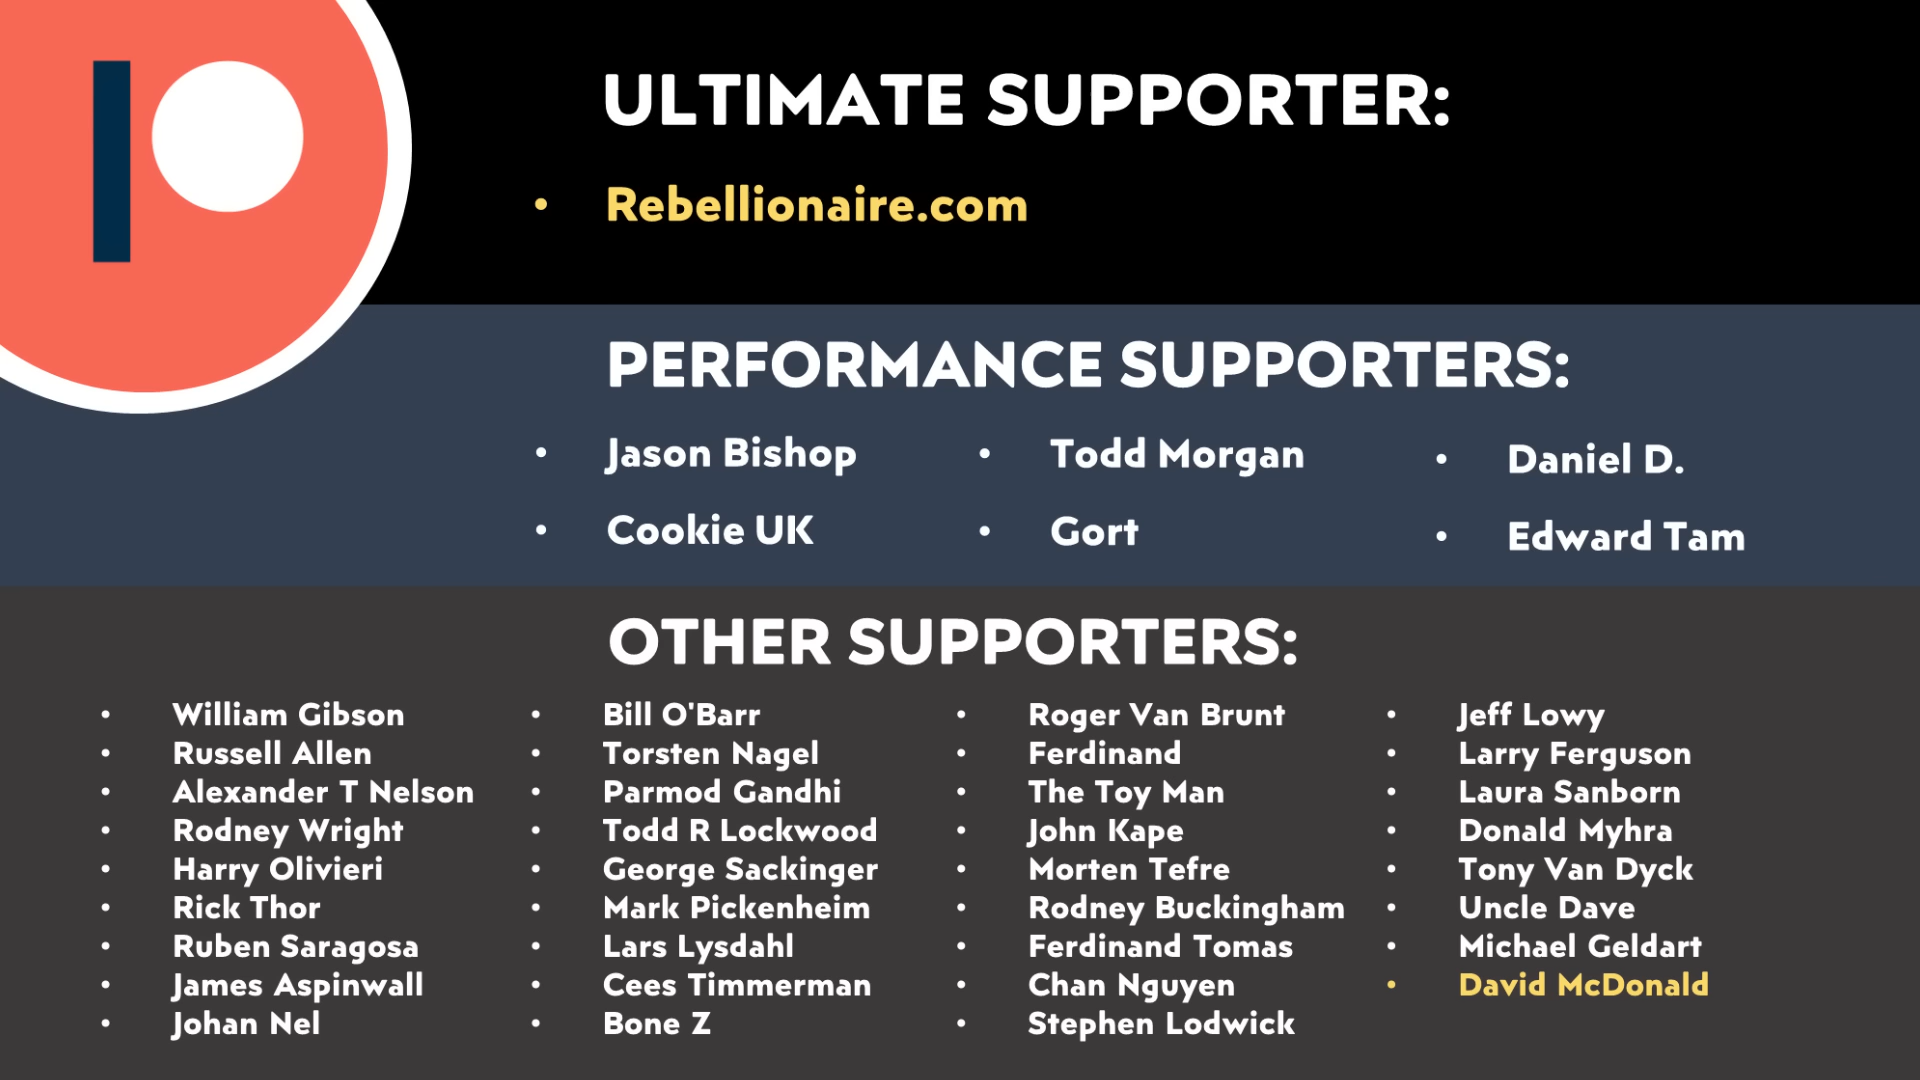 ULTIMATE SUPPORTER:
• Rebellionaire.com
PERFORMANCE SUPPORTERS:
• Jason Bishop
• Cookie UK
• Todd Morgan
• Gort
• Daniel D.
• Edward Tam
OTHER SUPPORTERS:
• William Gibson
• Russell Allen
• Alexander T Nelson
• Rodney Wright
• Harry Olivieri
• Rick Thor
• Ruben Saragosa
• James Aspinwall
• Johan Nel
• Bill O'Barr
• Torsten Nagel
• Parmod Gandhi
• Todd R Lockwood
• George Sackinger
• Mark Pickenheim
• Lars Lysdahl
• Cees Timmerman
• Bone Z
• Roger Van Brunt
• Ferdinand
• The Toy Man
• John Kape
• Morten Tefre
• Rodney Buckingham
• Ferdinand Tomas
• Chan Nguyen
• Stephen Lodwick
• Jeff Lowy
• Larry Ferguson
• Laura Sanborn
• Donald Myhra
• Tony Van Dyck
• Uncle Dave
• Michael Geldart
• David McDonald